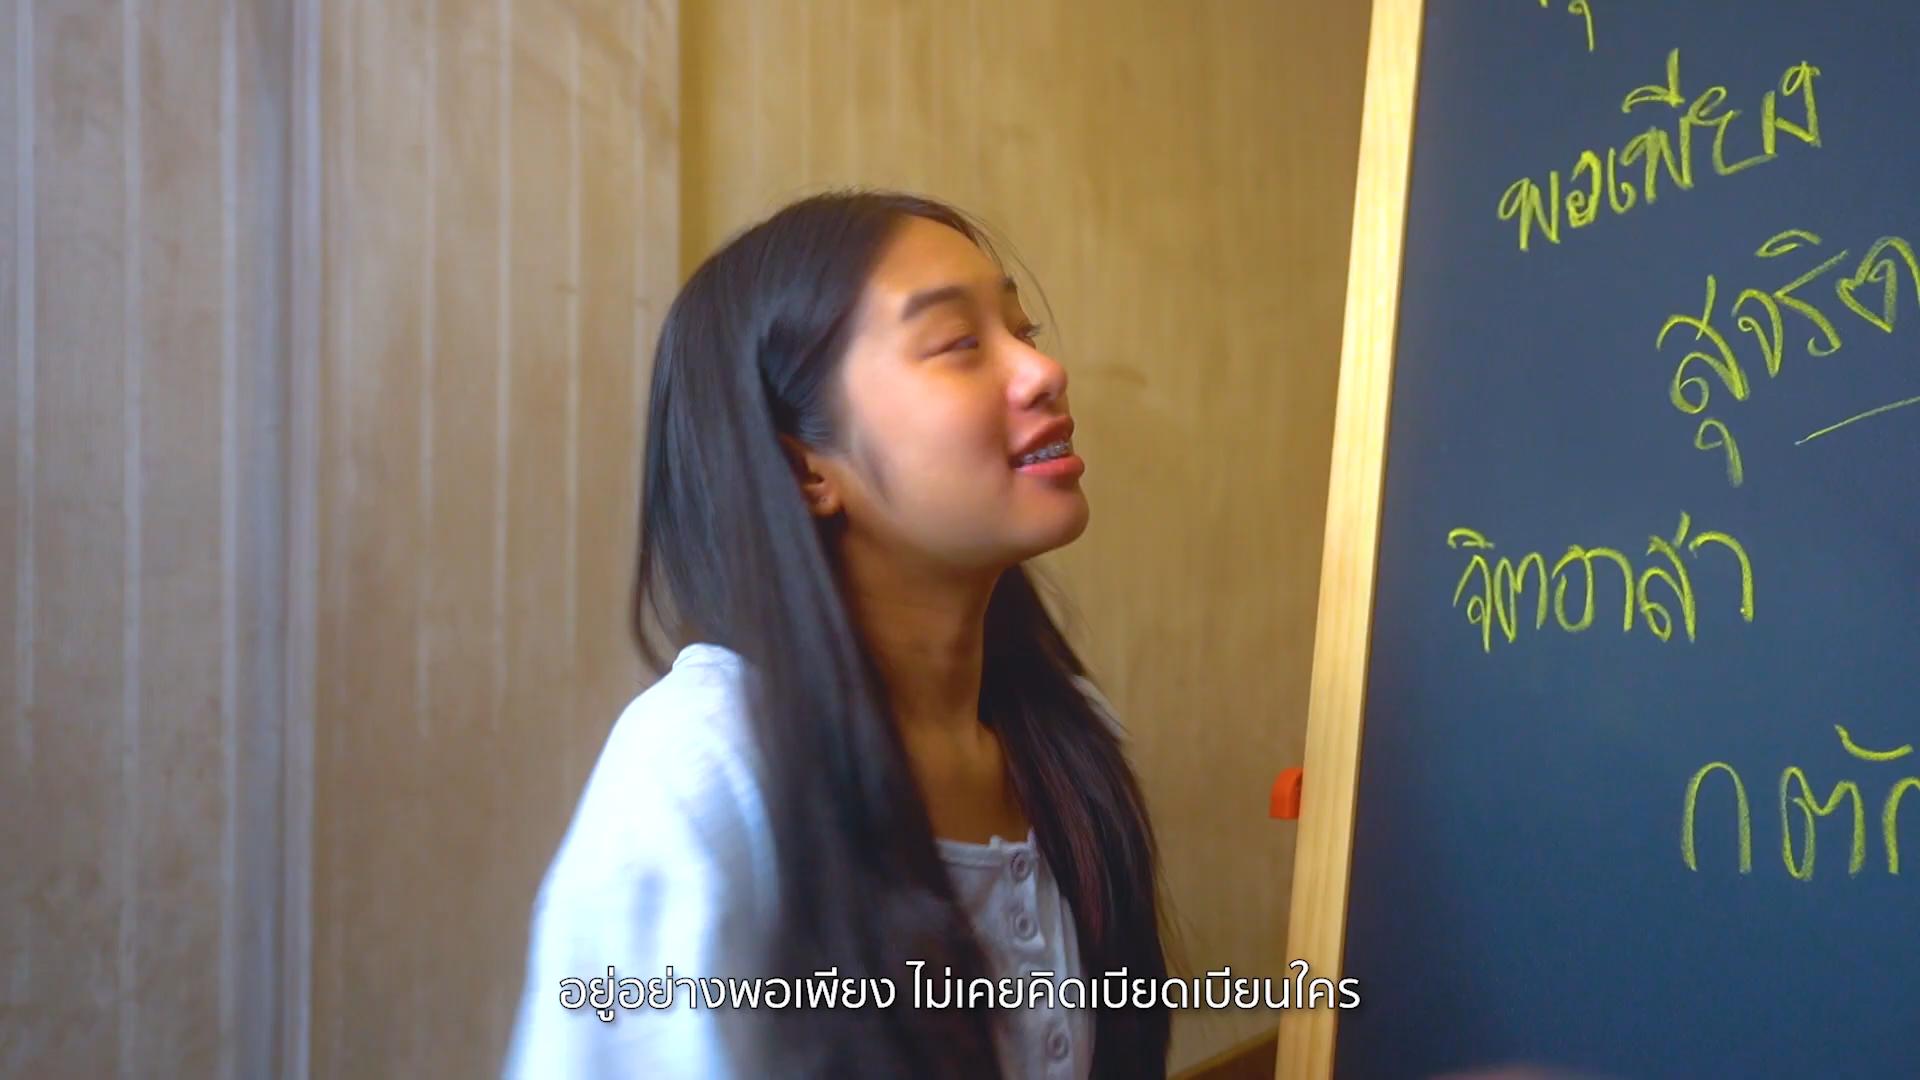 พอเพียง
สุจริต
จิตอาสา
อยู่อย่างพอเพียง ไม่เคยคิดเบียดเบียนใคร